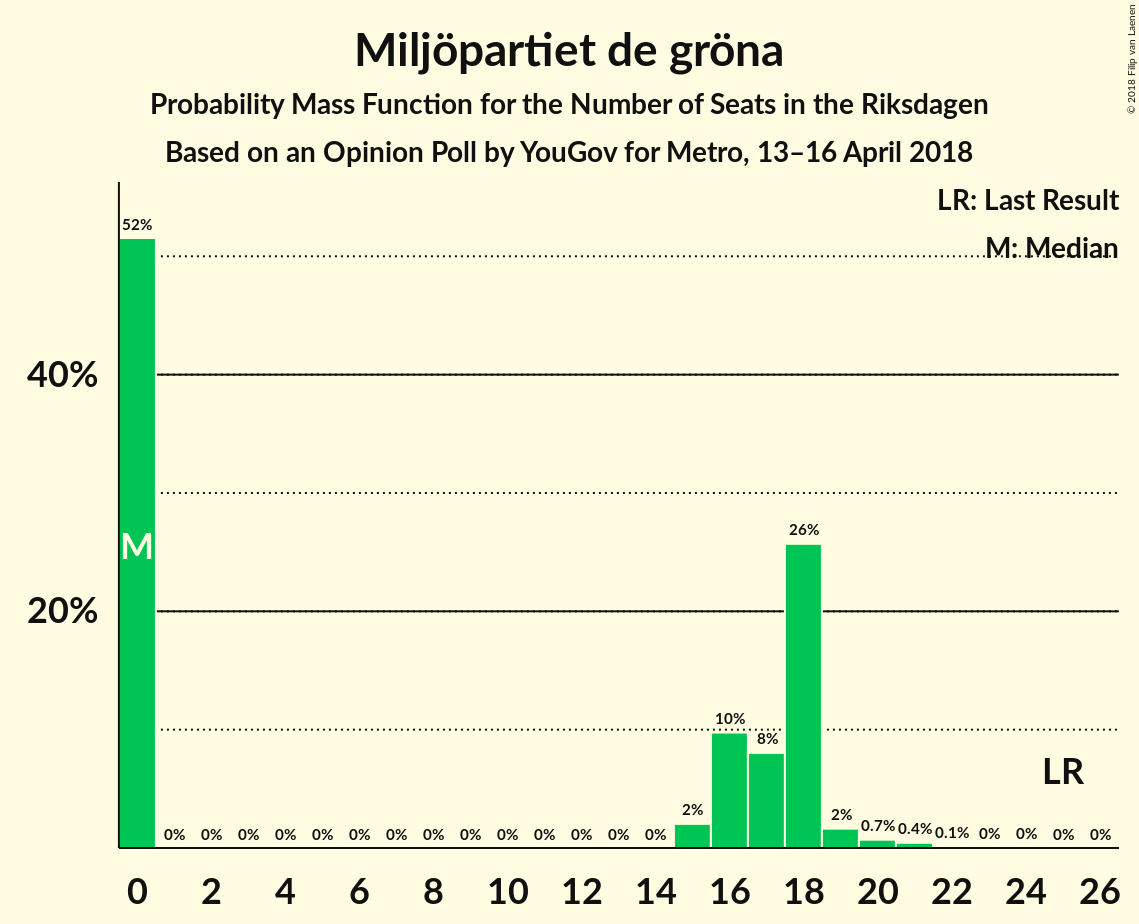 Miljöpartiet de gröna
Probability Mass Function for the Number of Seats in the Riksdagen
Based on an Opinion Poll by YouGov for Metro, 13–16 April 2018
© 2018 Filip van Laenen
LR: Last Result
M: Median
52%
40%
M
26%
20%
10%
8%
LR
2%
2%
0.7%
0.4%
0.1%
0% 0% 0% 0% 0% 0% 0% 0% 0% 0% 0% 0% 0% 0% 0% 0% 0% 0%
0 2 4 6 8 10 12 14 16 18 20 22 24 26